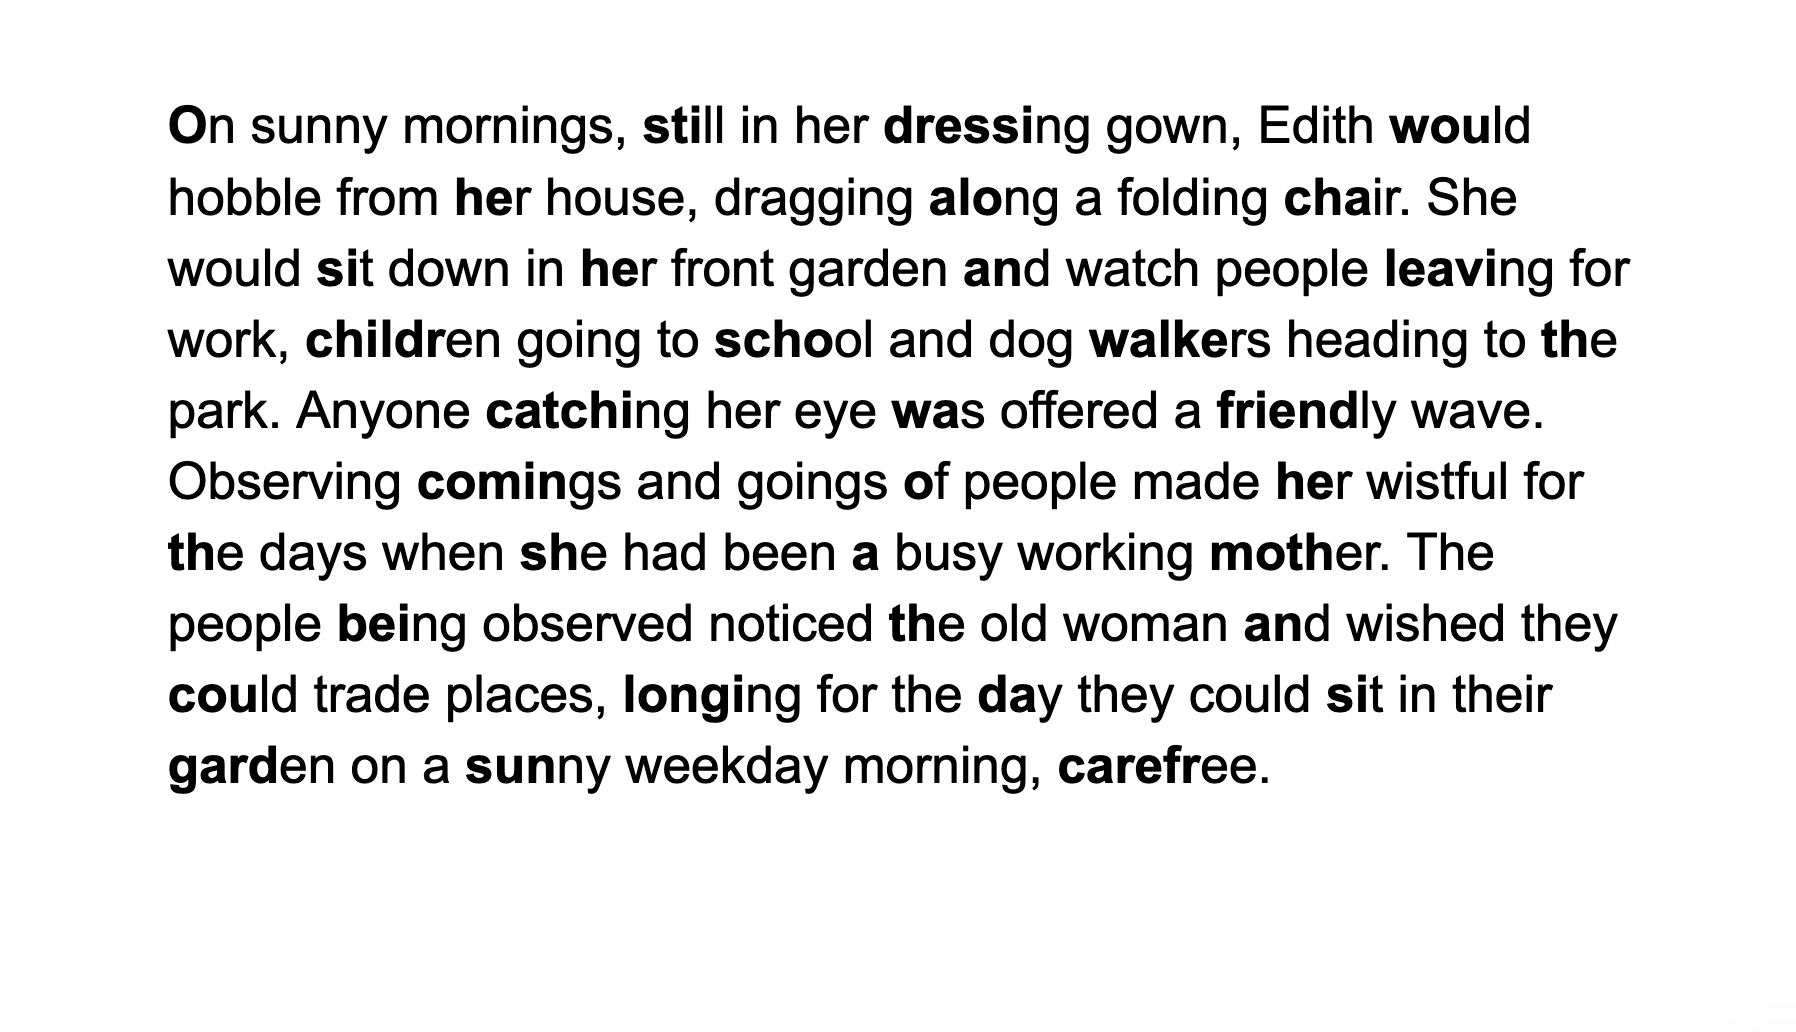 On sunny mornings, still in her dressing gown, Edith would
hobble from her house, dragging along a folding chair. She
would sit down in her front garden and watch people leaving for
work, children going to school and dog walkers heading to the
park. Anyone catching her eye was offered a friendly wave.
Observing comings and goings of people made her wistful for
the days when she had been a busy working mother. The
people being observed noticed the old woman and wished they
could trade places, longing for the day they could sit in their
garden on a sunny weekday morning, carefree.